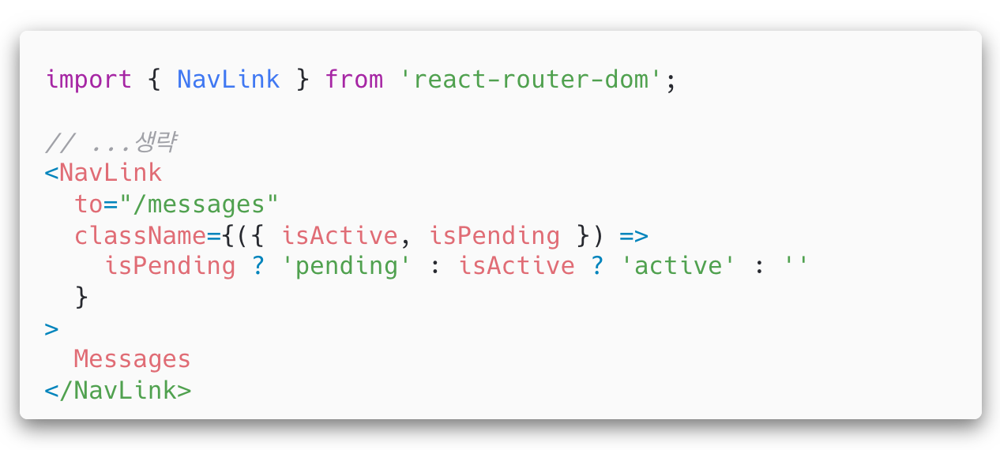 import { NavLink } from 'react-router-dom';
// ...생략
<NavLink
to="/messages"
className={({ isActive, isPending }) =>
isPending ? 'pending' : isActive ? 'active' : ''
}
>
Messages
</NavLink>